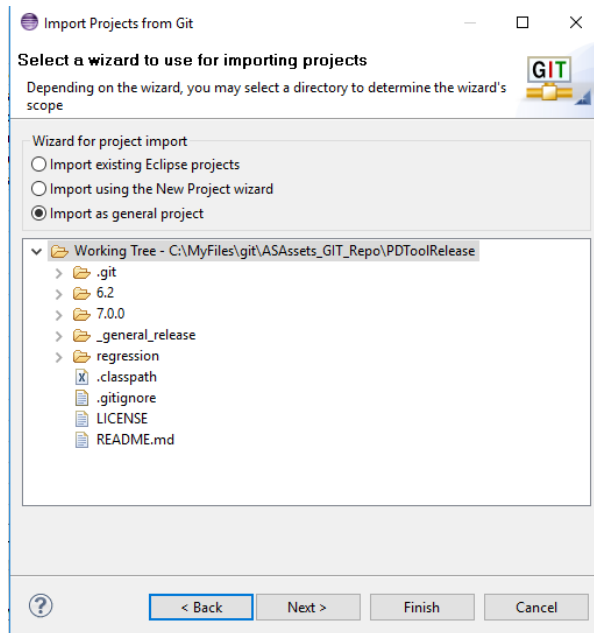 Import Projects from Git
Select a wizard to use for importing projects
Depending on the wizard, you may select a directory to determine the wizard's
scope
GIT
Wizard for project import
Import existing Eclipse projects
Import using the New Project wizard
Import as general project
Working Tree - C:\MyFiles\git\ASAssets_GIT_Repo\PDToolRelease
.git
6.2
7.0.0
_general_release
regression
.classpath
.gitignore
LICENSE
README.md
< Back
Next >
Finish
Cancel